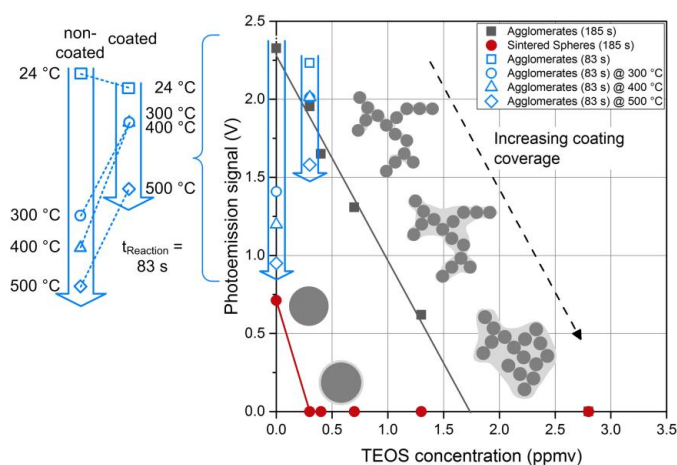 non-
coated
coated
24 °C
24 °C
300 °C
400 °C
500 °C
300 °C
400 °C
500 °C
t_Reaction =
83 s
Photoemission signal (V)
2.5
2.0
1.5
1.0
0.5
0.0
0.0 0.5 1.0 1.5 2.0 2.5 3.0 3.5
TEOS concentration (ppmv)
Agglomerates (185 s)
Sintered Spheres (185 s)
Agglomerates (83 s)
Agglomerates (83 s) @ 300 °C
Agglomerates (83 s) @ 400 °C
Agglomerates (83 s) @ 500 °C
Increasing coating
coverage